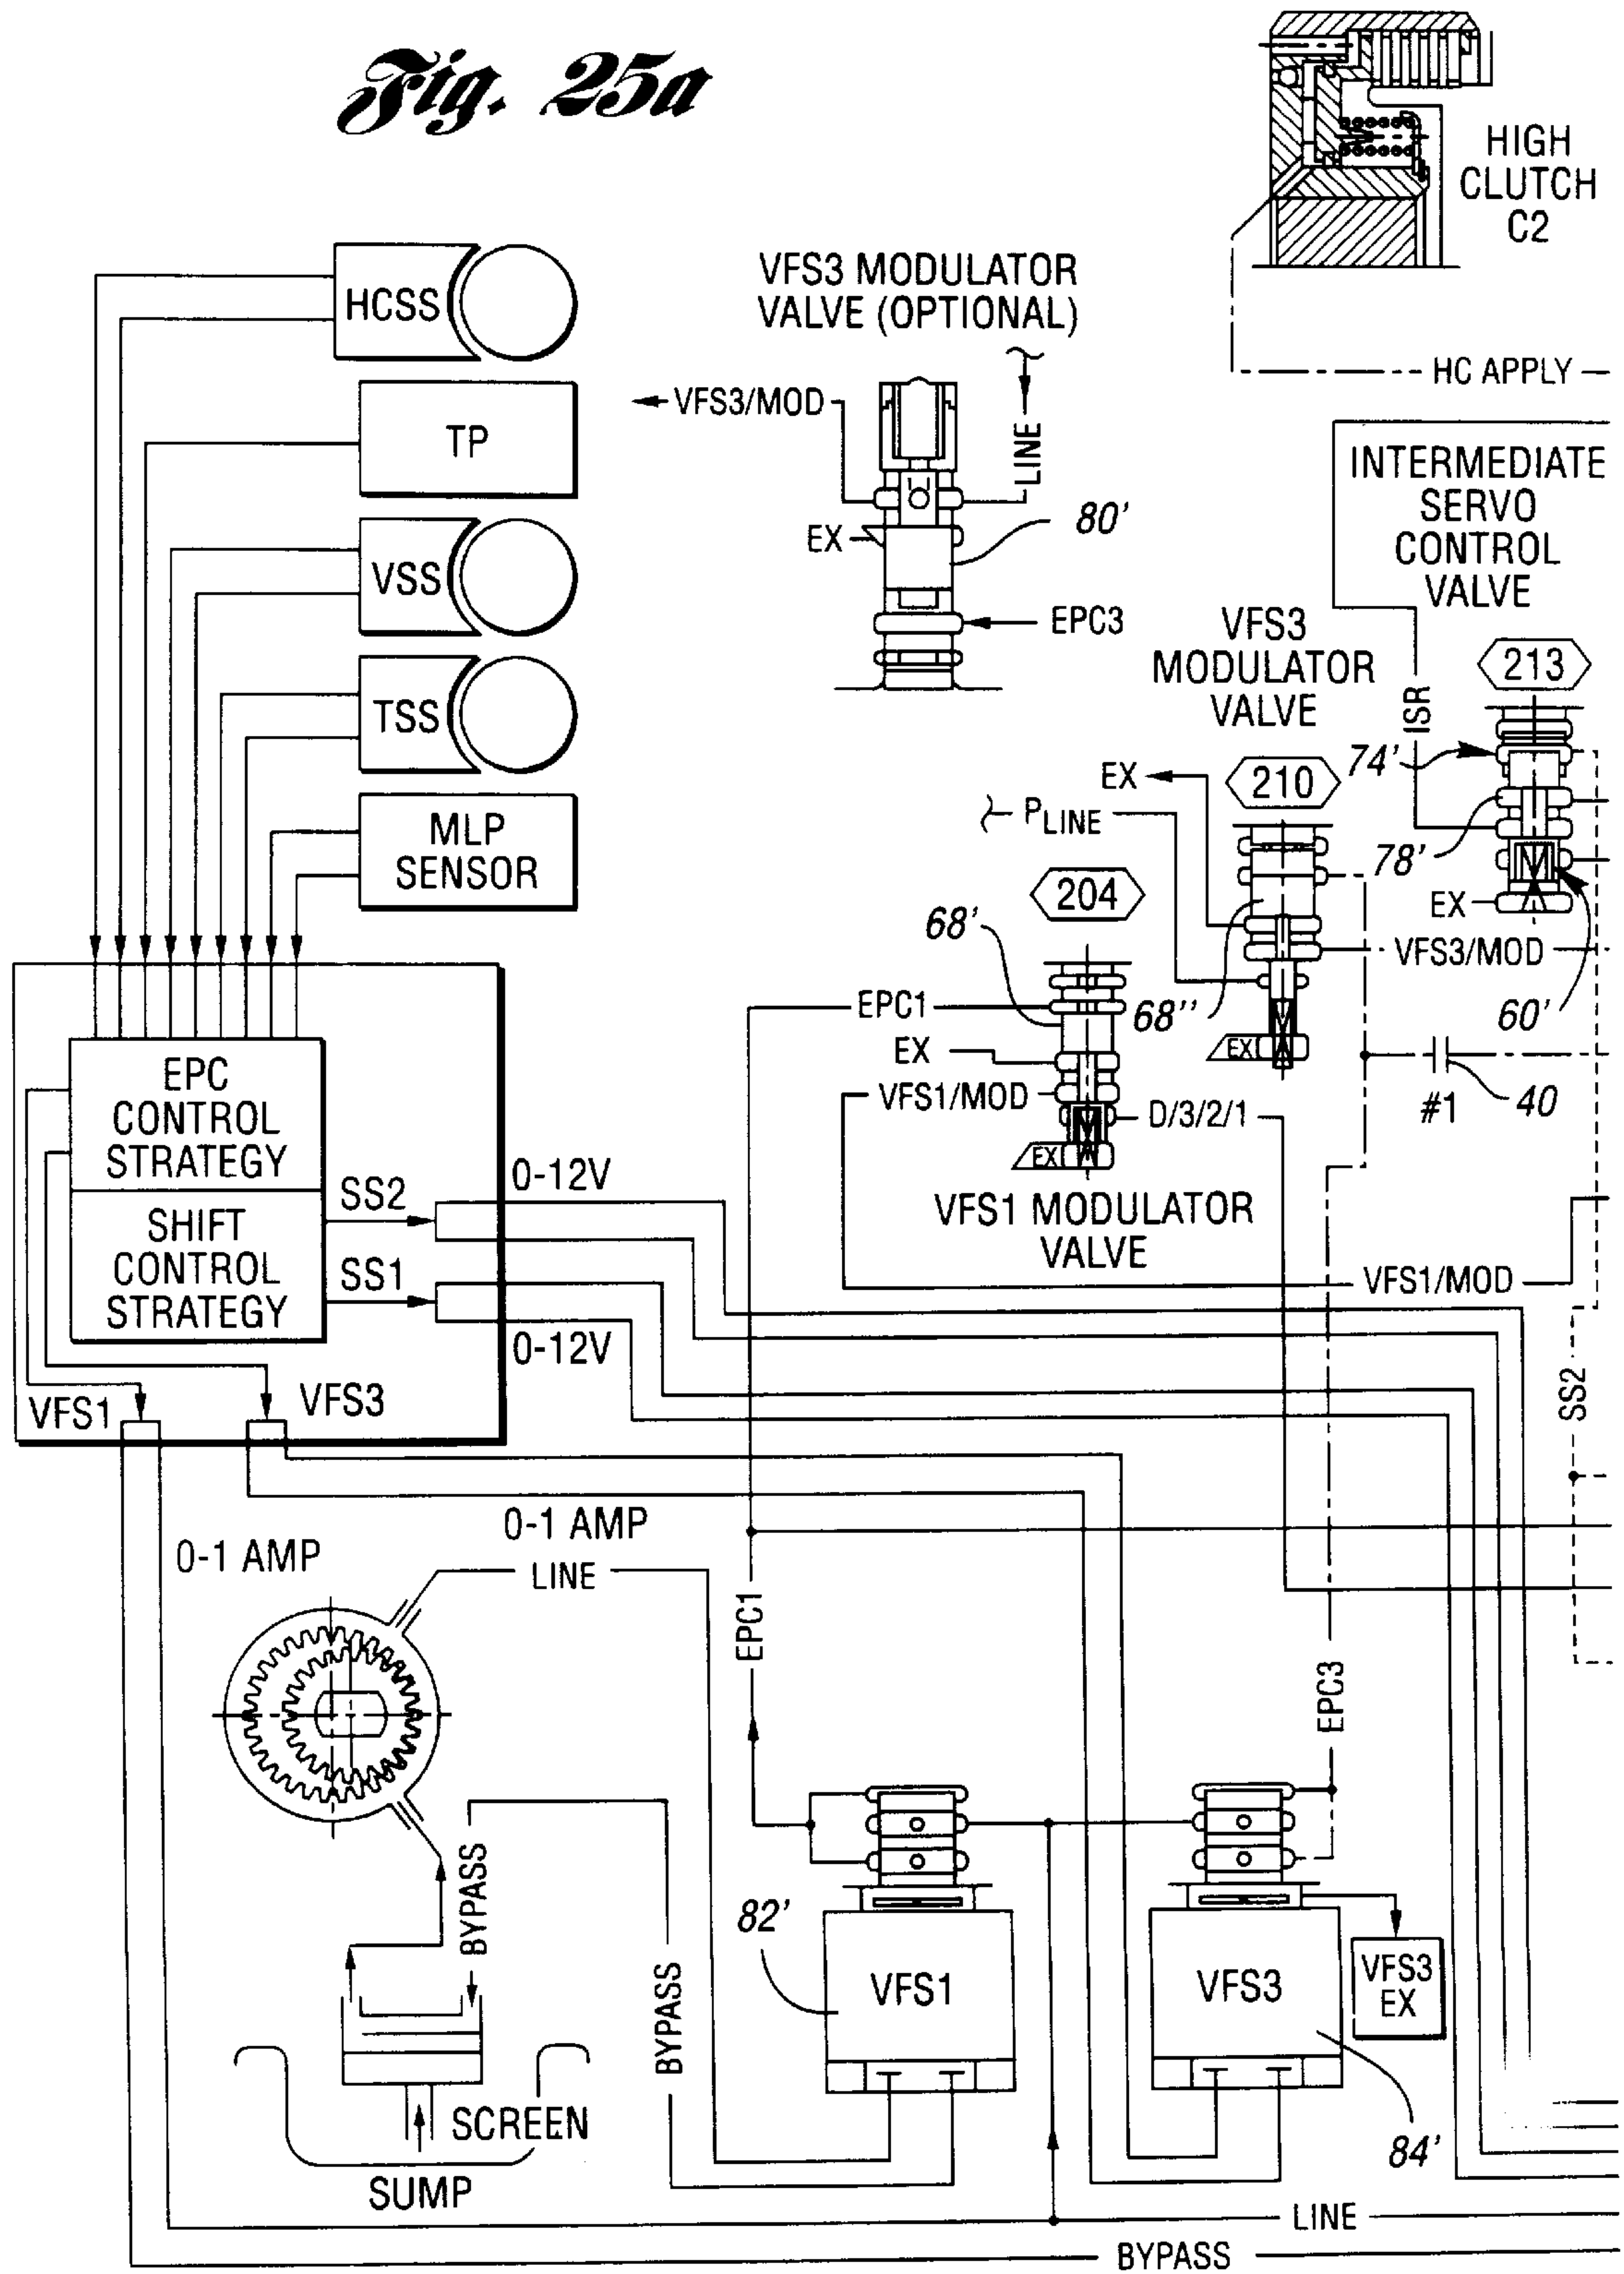 Fig. 25a
HIGH
CLUTCH
C2
HCSS
VFS3 MODULATOR
VALVE (OPTIONAL)
HC APPLY
VFS3/MOD
LINE
TP
INTERMEDIATE
SERVO
CONTROL
VALVE
EX
80'
VSS
EPC3
VFS3
MODULATOR
VALVE
213
TSS
ISR
74'
EX
210
PLINE
MLP
SENSOR
78'
204
EX
68'
VFS3/MOD
EPC1
68''
60'
EX
EX
EPC
CONTROL
STRATEGY
VFS1/MOD
D/3/2/1
#1
40
EX
0-12V
SS2
VFS1 MODULATOR
VALVE
SHIFT
CONTROL
STRATEGY
SS1
VFS1/MOD
0-12V
SS2
VFS1
VFS3
0-1 AMP
0-1 AMP
LINE
EPC1
EPC3
BYPASS
82'
VFS1
VFS3
VFS3
EX
BYPASS
SCREEN
84'
SUMP
LINE
BYPASS